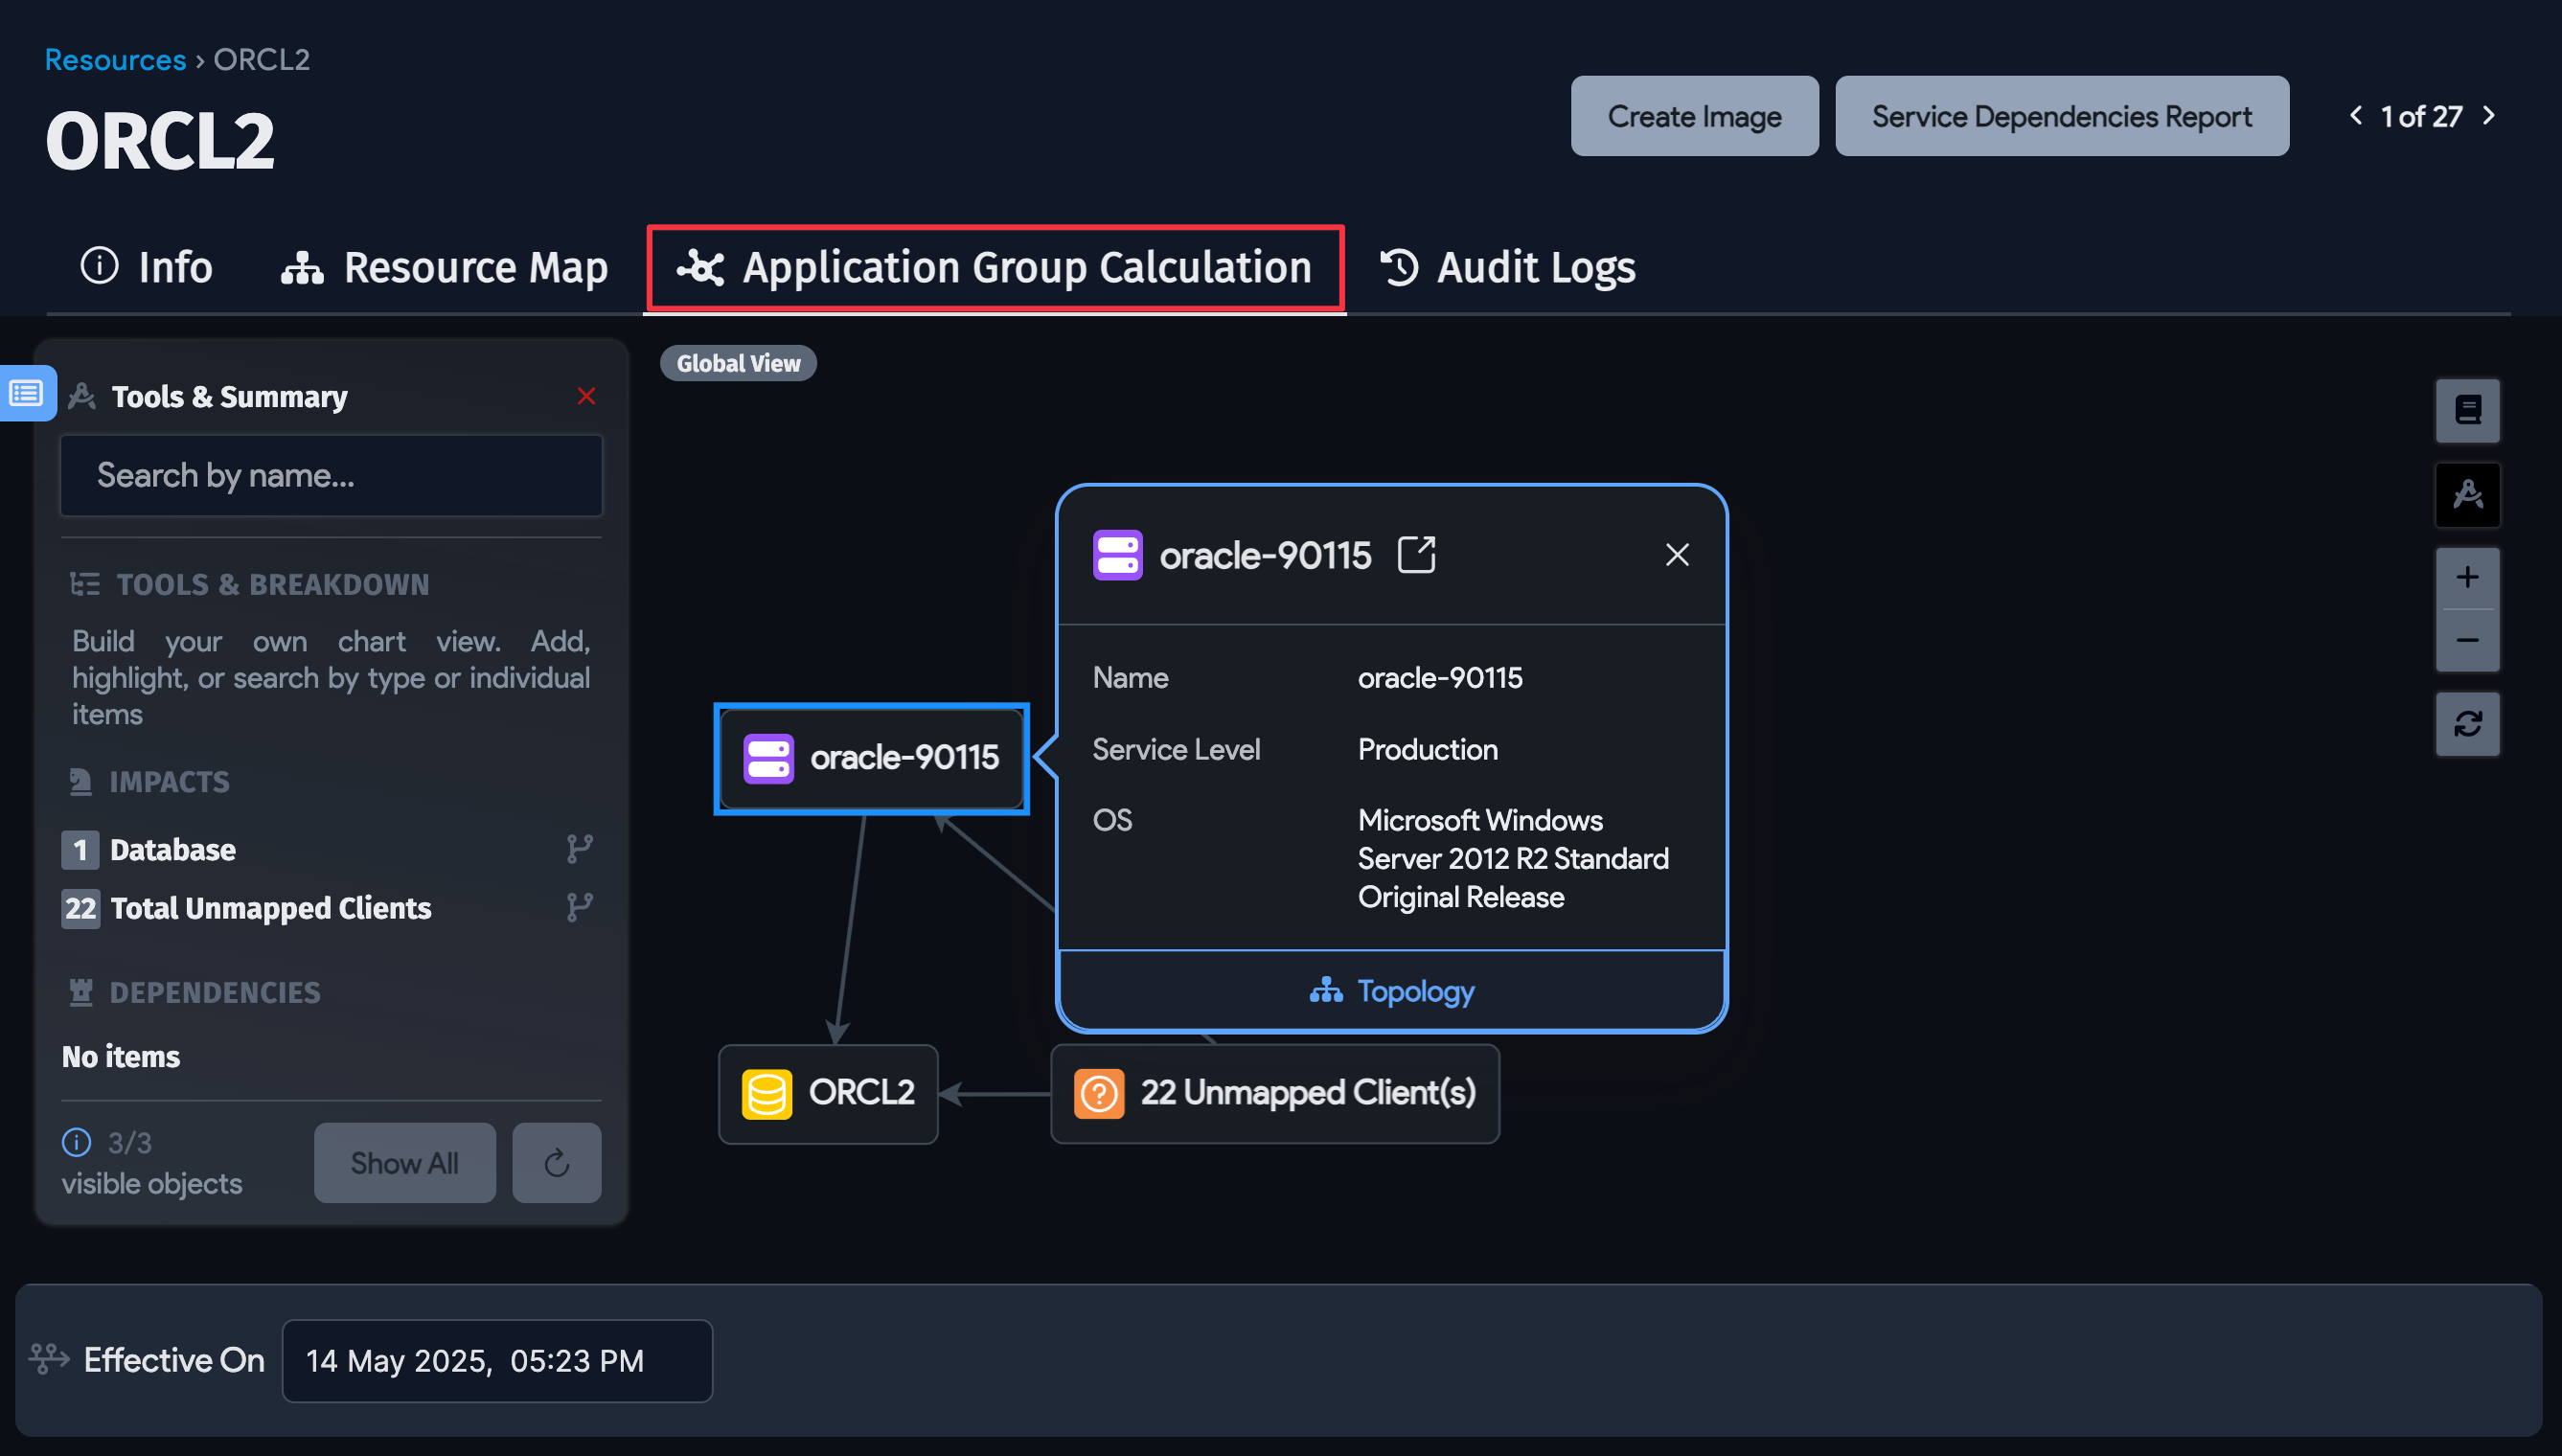 Resources › ORCL2
ORCL2
Create Image
Service Dependencies Report
1 of 27
Info
Resource Map
Application Group Calculation
Audit Logs
Tools & Summary
Search by name...
TOOLS & BREAKDOWN
Build your own chart view. Add,
highlight, or search by type or individual
items
IMPACTS
1 Database
22 Total Unmapped Clients
DEPENDENCIES
No items
3/3
visible objects
Show All
Global View
oracle-90115
oracle-90115
Name oracle-90115
Service Level Production
OS Microsoft Windows
Server 2012 R2 Standard
Original Release
Topology
ORCL2
22 Unmapped Client(s)
Effective On 14 May 2025, 05:23 PM